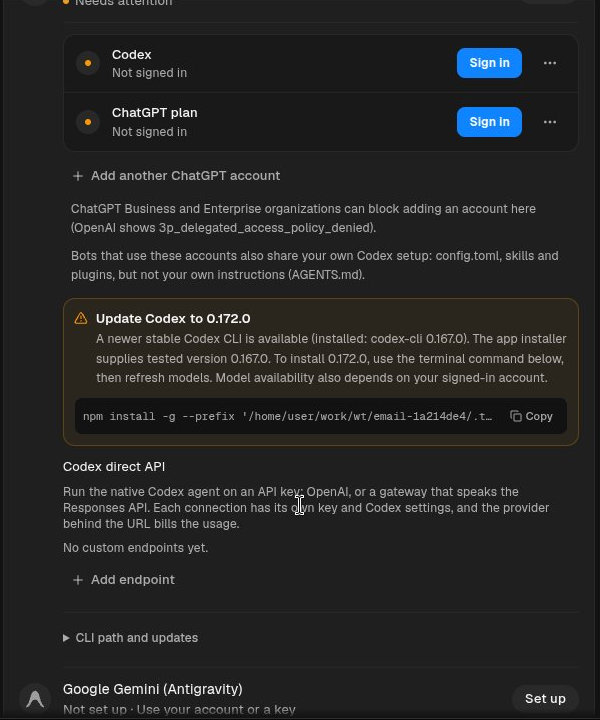 Needs attention
Codex
Not signed in
Sign in
ChatGPT plan
Not signed in
Sign in
Add another ChatGPT account
ChatGPT Business and Enterprise organizations can block adding an account here
(OpenAI shows 3p_delegated_access_policy_denied).
Bots that use these accounts also share your own Codex setup: config.toml, skills and
plugins, but not your own instructions (AGENTS.md).
Update Codex to 0.172.0
A newer stable Codex CLI is available (installed: codex-cli 0.167.0). The app installer
supplies tested version 0.167.0. To install 0.172.0, use the terminal command below,
then refresh models. Model availability also depends on your signed-in account.
npm install -g --prefix '/home/user/work/wt/email-1a214de4/.t…
Copy
Codex direct API
Run the native Codex agent on an API key: OpenAI, or a gateway that speaks the
Responses API. Each connection has its own key and Codex settings, and the provider
behind the URL bills the usage.
No custom endpoints yet.
Add endpoint
CLI path and updates
Google Gemini (Antigravity)
Not set up · Use your account or a key
Set up